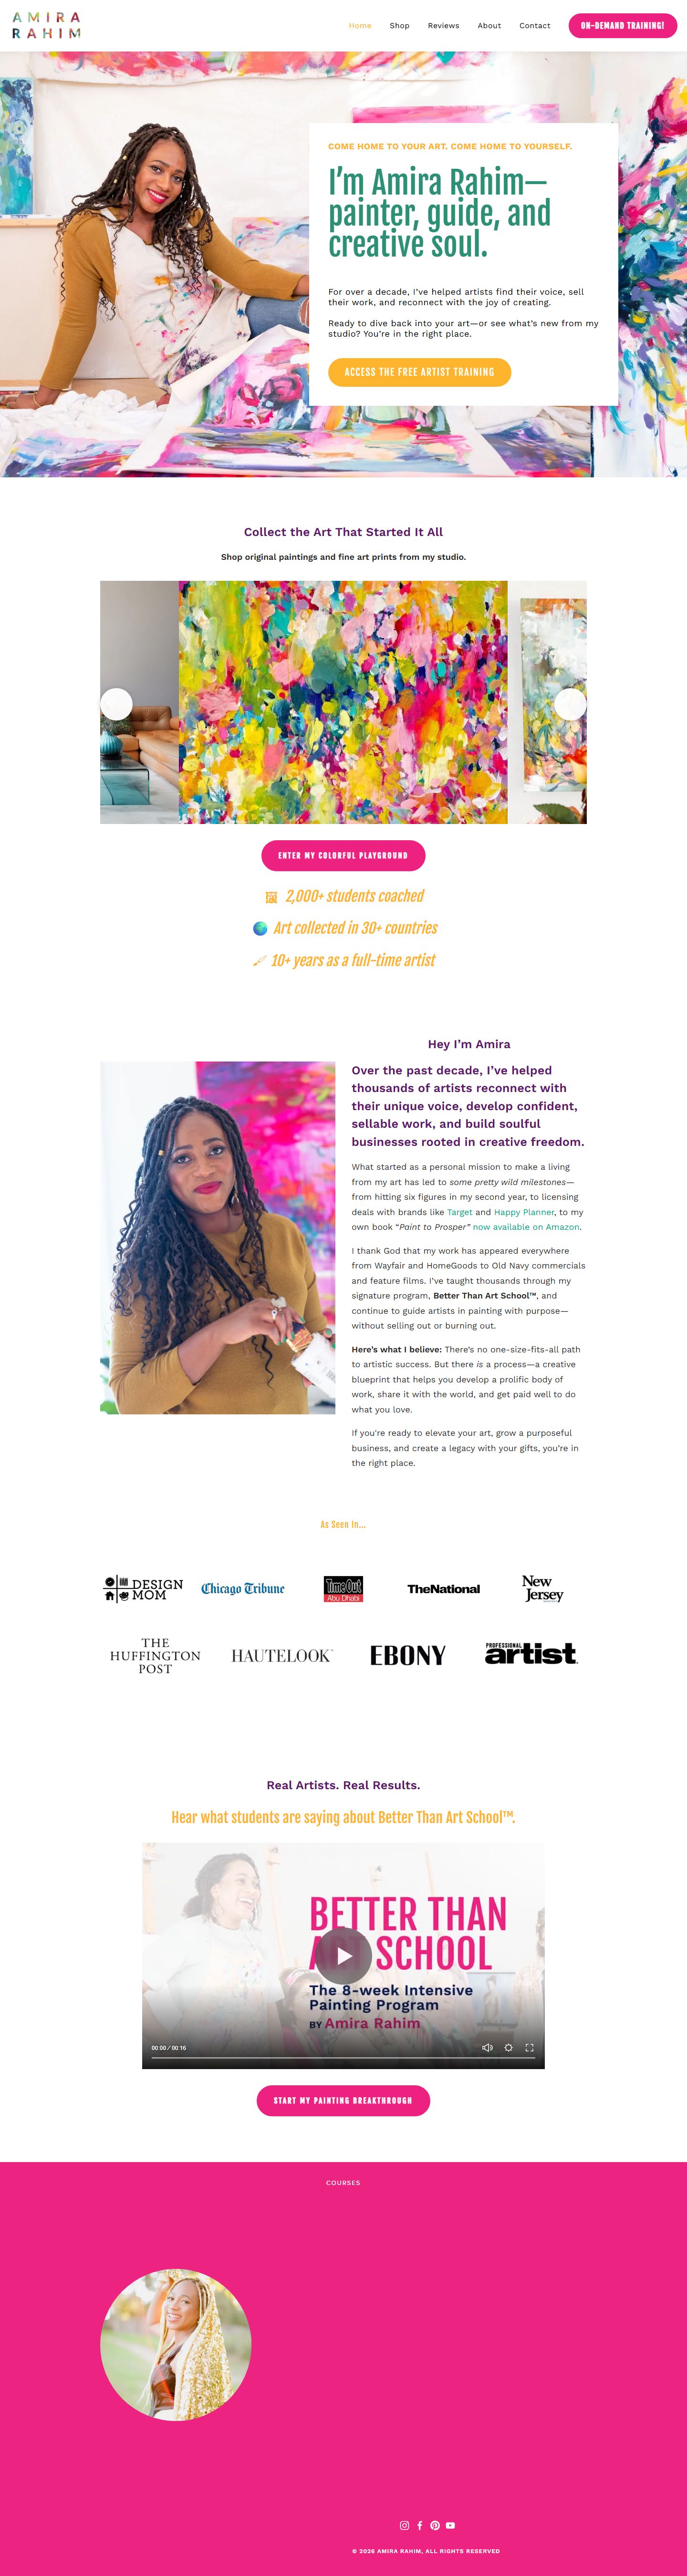 AMIRA
RAHIM
Home
Shop
Reviews
About
Contact
ON-DEMAND TRAINING!
COME HOME TO YOUR ART. COME HOME TO YOURSELF.
I'm Amira Rahim—
painter, guide, and
creative soul.
For over a decade, I've helped artists find their voice, sell
their work, and reconnect with the joy of creating.
Ready to dive back into your art—or see what's new from my
studio? You're in the right place.
ACCESS THE FREE ARTIST TRAINING
Collect the Art That Started It All
Shop original paintings and fine art prints from my studio.
ENTER MY COLORFUL PLAYGROUND
🖼 2,000+ students coached
🌍 Art collected in 30+ countries
🖌 10+ years as a full-time artist
Hey I'm Amira
Over the past decade, I've helped
thousands of artists reconnect with
their unique voice, develop confident,
sellable work, and build soulful
businesses rooted in creative freedom.
What started as a personal mission to make a living
from my art has led to some pretty wild milestones—
from hitting six figures in my second year, to licensing
deals with brands like Target and Happy Planner, to my
own book “Paint to Prosper” now available on Amazon.
I thank God that my work has appeared everywhere
from Wayfair and HomeGoods to Old Navy commercials
and feature films. I've taught thousands through my
signature program, Better Than Art School™, and
continue to guide artists in painting with purpose—
without selling out or burning out.
Here's what I believe: There's no one-size-fits-all path
to artistic success. But there is a process—a creative
blueprint that helps you develop a prolific body of
work, share it with the world, and get paid well to do
what you love.
If you're ready to elevate your art, grow a purposeful
business, and create a legacy with your gifts, you're in
the right place.
As Seen In...
DESIGN
MOM
Chicago Tribune
TimeOut
Abu Dhabi
TheNational
New
Jersey
THE
HUFFINGTON
POST
HAUTELOOK
EBONY
PROFESSIONAL
artist
Real Artists. Real Results.
Hear what students are saying about Better Than Art School™.
BETTER THAN
ART SCHOOL
The 8-week Intensive
Painting Program
BY Amira Rahim
00:00 / 00:16
START MY PAINTING BREAKTHROUGH
COURSES
© 2026 AMIRA RAHIM, ALL RIGHTS RESERVED